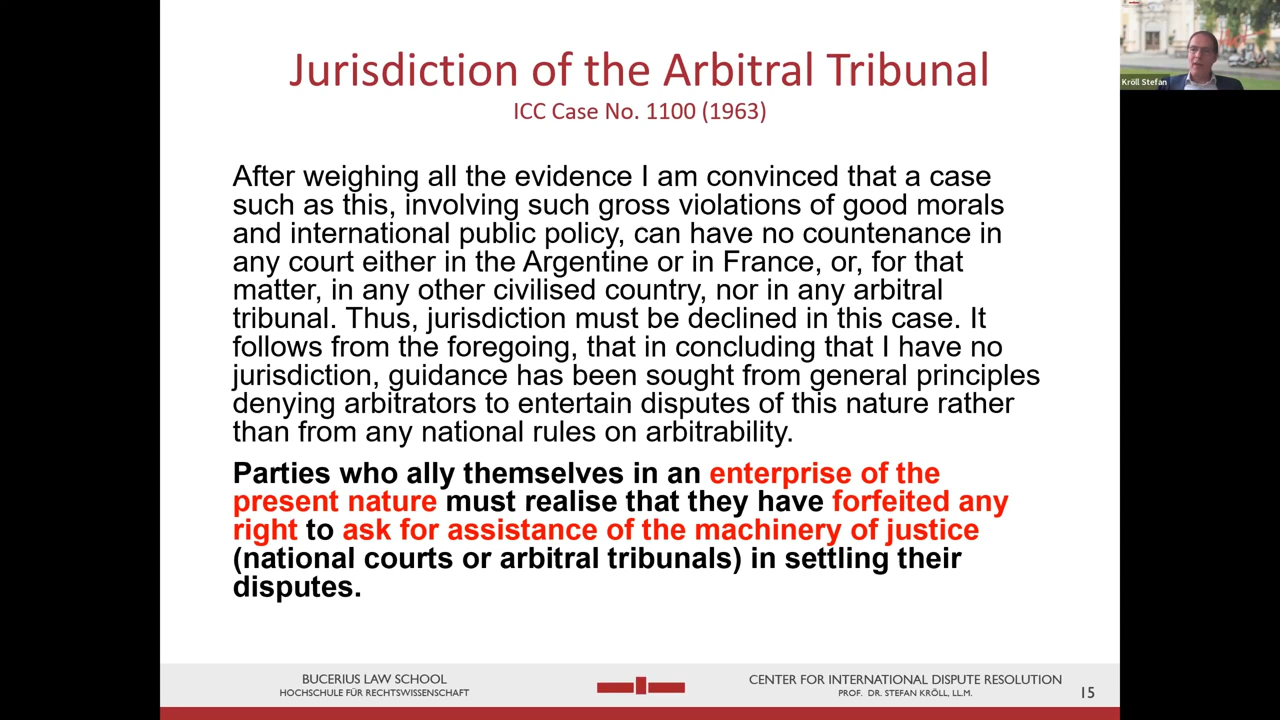 Jurisdiction of the Arbitral Tribunal
ICC Case No. 1100 (1963)
After weighing all the evidence I am convinced that a case
such as this, involving such gross violations of good morals
and international public policy, can have no countenance in
any court either in the Argentine or in France, or, for that
matter, in any other civilised country, nor in any arbitral
tribunal. Thus, jurisdiction must be declined in this case. It
follows from the foregoing, that in concluding that I have no
jurisdiction, guidance has been sought from general principles
denying arbitrators to entertain disputes of this nature rather
than from any national rules on arbitrability.
Parties who ally themselves in an enterprise of the
present nature must realise that they have forfeited any
right to ask for assistance of the machinery of justice
(national courts or arbitral tribunals) in settling their
disputes.
BUCERIUS LAW SCHOOL
HOCHSCHULE FÜR RECHTSWISSENSCHAFT
CENTER FOR INTERNATIONAL DISPUTE RESOLUTION
PROF. DR. STEFAN KRÖLL, LL.M.
15
Kröll Stefan